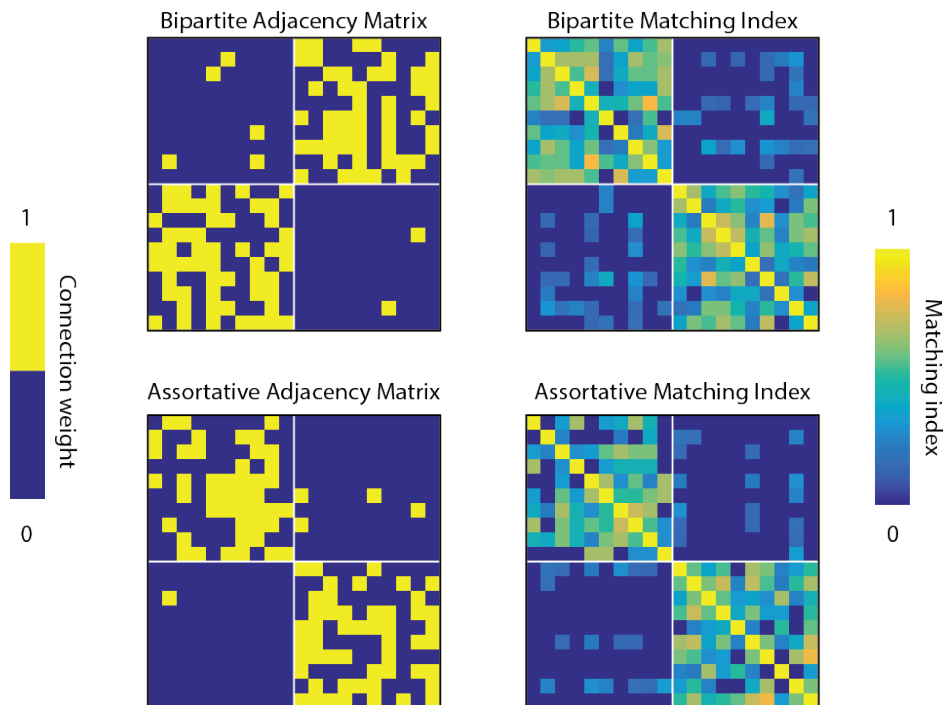 Bipartite Adjacency Matrix
Bipartite Matching Index
1
Connection weight
0
1
Matching index
0
Assortative Adjacency Matrix
Assortative Matching Index